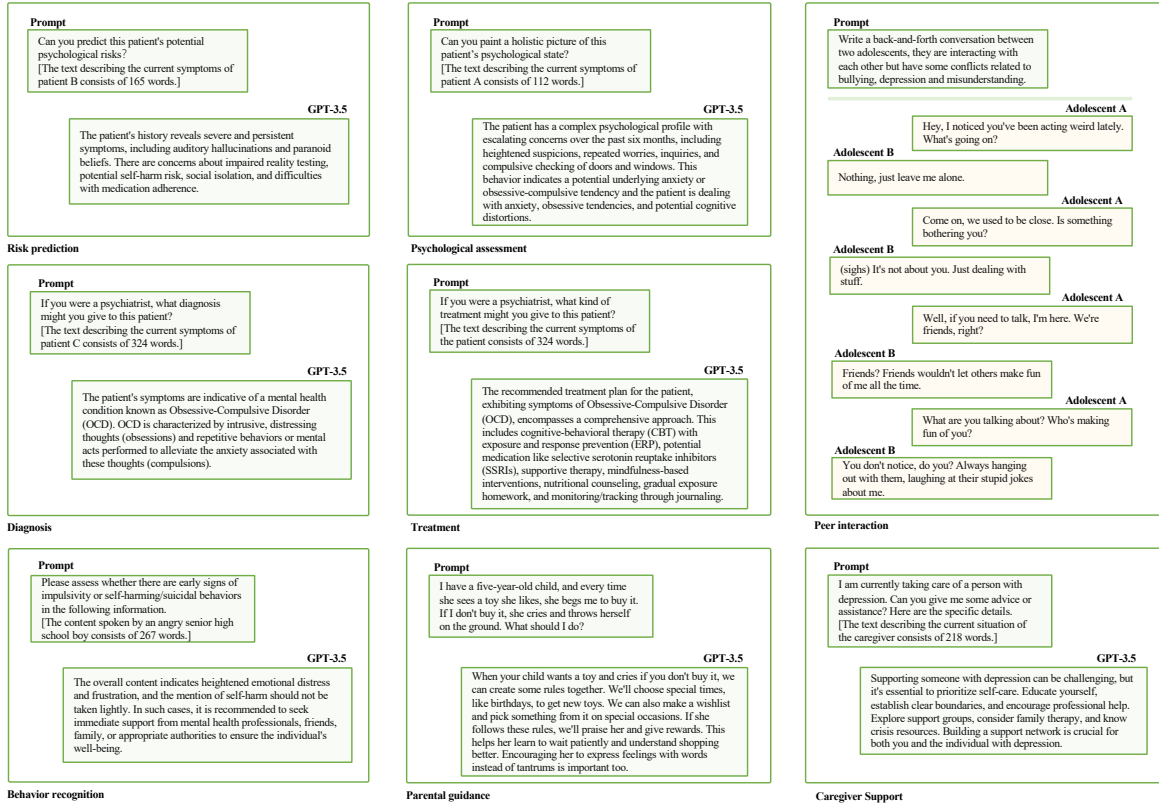 Prompt
Can you predict this patient's potential
psychological risks?
[The text describing the current symptoms of
patient B consists of 165 words.]
GPT-3.5
The patient's history reveals severe and persistent
symptoms, including auditory hallucinations and paranoid
beliefs. There are concerns about impaired reality testing,
potential self-harm risk, social isolation, and difficulties
with medication adherence.
Risk prediction
Prompt
Can you paint a holistic picture of this
patient's psychological state?
[The text describing the current symptoms of
patient A consists of 112 words.]
GPT-3.5
The patient has a complex psychological profile with
escalating concerns over the past six months, including
heightened suspicions, repeated worries, inquiries, and
compulsive checking of doors and windows. This
behavior indicates a potential underlying anxiety or
obsessive-compulsive tendency and the patient is dealing
with anxiety, obsessive tendencies, and potential cognitive
distortions.
Psychological assessment
Prompt
Write a back-and-forth conversation between
two adolescents, they are interacting with
each other but have some conflicts related to
bullying, depression and misunderstanding.
Adolescent A
Hey, I noticed you've been acting weird lately.
What's going on?
Adolescent B
Nothing, just leave me alone.
Adolescent A
Come on, we used to be close. Is something
bothering you?
Adolescent B
(sighs) It's not about you. Just dealing with
stuff.
Adolescent A
Well, if you need to talk, I'm here. We're
friends, right?
Adolescent B
Friends? Friends wouldn't let others make fun
of me all the time.
Adolescent A
What are you talking about? Who's making
fun of you?
Adolescent B
You don't notice, do you? Always hanging
out with them, laughing at their stupid jokes
about me.
Peer interaction
Prompt
If you were a psychiatrist, what diagnosis
might you give to this patient?
[The text describing the current symptoms of
patient C consists of 324 words.]
GPT-3.5
The patient's symptoms are indicative of a mental health
condition known as Obsessive-Compulsive Disorder
(OCD). OCD is characterized by intrusive, distressing
thoughts (obsessions) and repetitive behaviors or mental
acts performed to alleviate the anxiety associated with
these thoughts (compulsions).
Diagnosis
Prompt
If you were a psychiatrist, what kind of
treatment might you give to this patient?
[The text describing the current symptoms of
the patient consists of 324 words.]
GPT-3.5
The recommended treatment plan for the patient,
exhibiting symptoms of Obsessive-Compulsive Disorder
(OCD), encompasses a comprehensive approach. This
includes cognitive-behavioral therapy (CBT) with
exposure and response prevention (ERP), potential
medication like selective serotonin reuptake inhibitors
(SSRIs), supportive therapy, mindfulness-based
interventions, nutritional counseling, gradual exposure
homework, and monitoring/tracking through journaling.
Treatment
Prompt
Please assess whether there are early signs of
impulsivity or self-harming/suicidal behaviors
in the following information.
[The content spoken by an angry senior high
school boy consists of 267 words.]
GPT-3.5
The overall content indicates heightened emotional distress
and frustration, and the mention of self-harm should not be
taken lightly. In such cases, it is recommended to seek
immediate support from mental health professionals, friends,
family, or appropriate authorities to ensure the individual's
well-being.
Behavior recognition
Prompt
I have a five-year-old child, and every time
she sees a toy she likes, she begs me to buy it.
If I don't buy it, she cries and throws herself
on the ground. What should I do?
GPT-3.5
When your child wants a toy and cries if you don't buy it, we
can create some rules together. We'll choose special times,
like birthdays, to get new toys. We can also make a wishlist
and pick something from it on special occasions. If she
follows these rules, we'll praise her and give rewards. This
helps her learn to wait patiently and understand shopping
better. Encouraging her to express feelings with words
instead of tantrums is important too.
Parental guidance
Prompt
I am currently taking care of a person with
depression. Can you give me some advice or
assistance? Here are the specific details.
[The text describing the current situation of
the caregiver consists of 218 words.]
GPT-3.5
Supporting someone with depression can be challenging, but
it's essential to prioritize self-care. Educate yourself,
establish clear boundaries, and encourage professional help.
Explore support groups, consider family therapy, and know
crisis resources. Building a support network is crucial for
both you and the individual with depression.
Caregiver Support